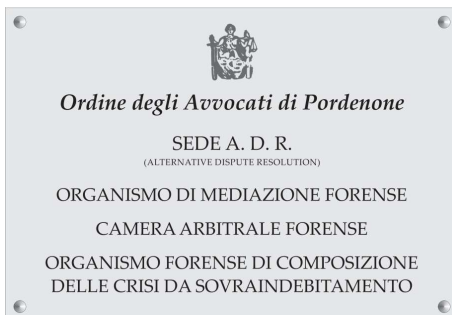 Ordine degli Avvocati di Pordenone
SEDE A. D. R.
(ALTERNATIVE DISPUTE RESOLUTION)
ORGANISMO DI MEDIAZIONE FORENSE
CAMERA ARBITRALE FORENSE
ORGANISMO FORENSE DI COMPOSIZIONE
DELLE CRISI DA SOVRAINDEBITAMENTO